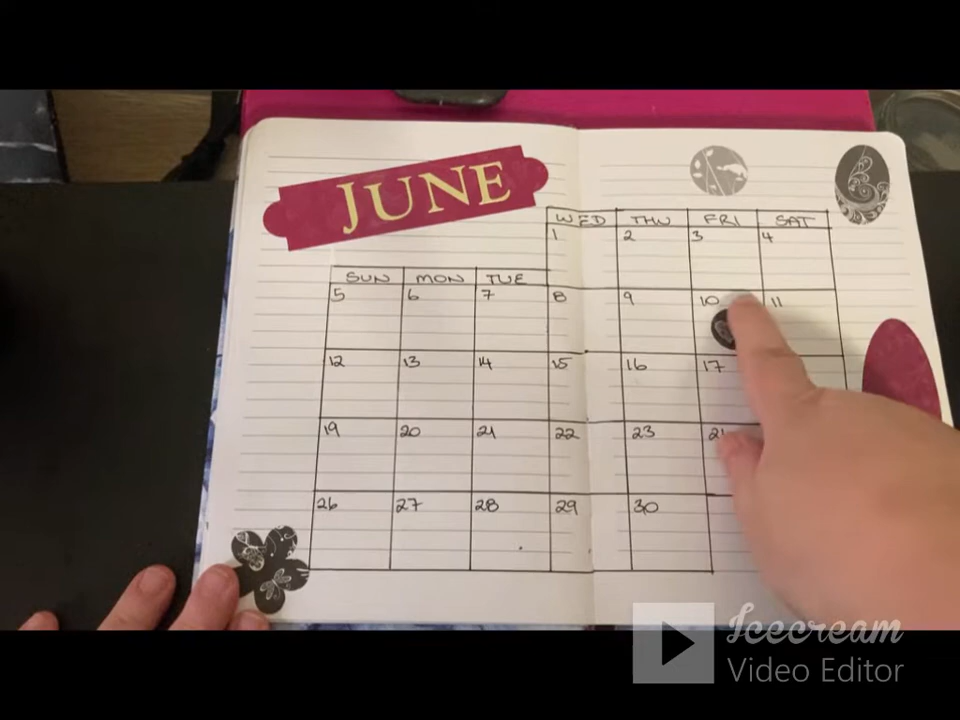 JUNE
WED THU FRI SAT
1 2 3 4
SUN MON TUE
5 6 7 8 9 10 11
12 13 14 15 16 17
19 20 21 22 23
26 27 28 29 30
Icecream
Video Editor